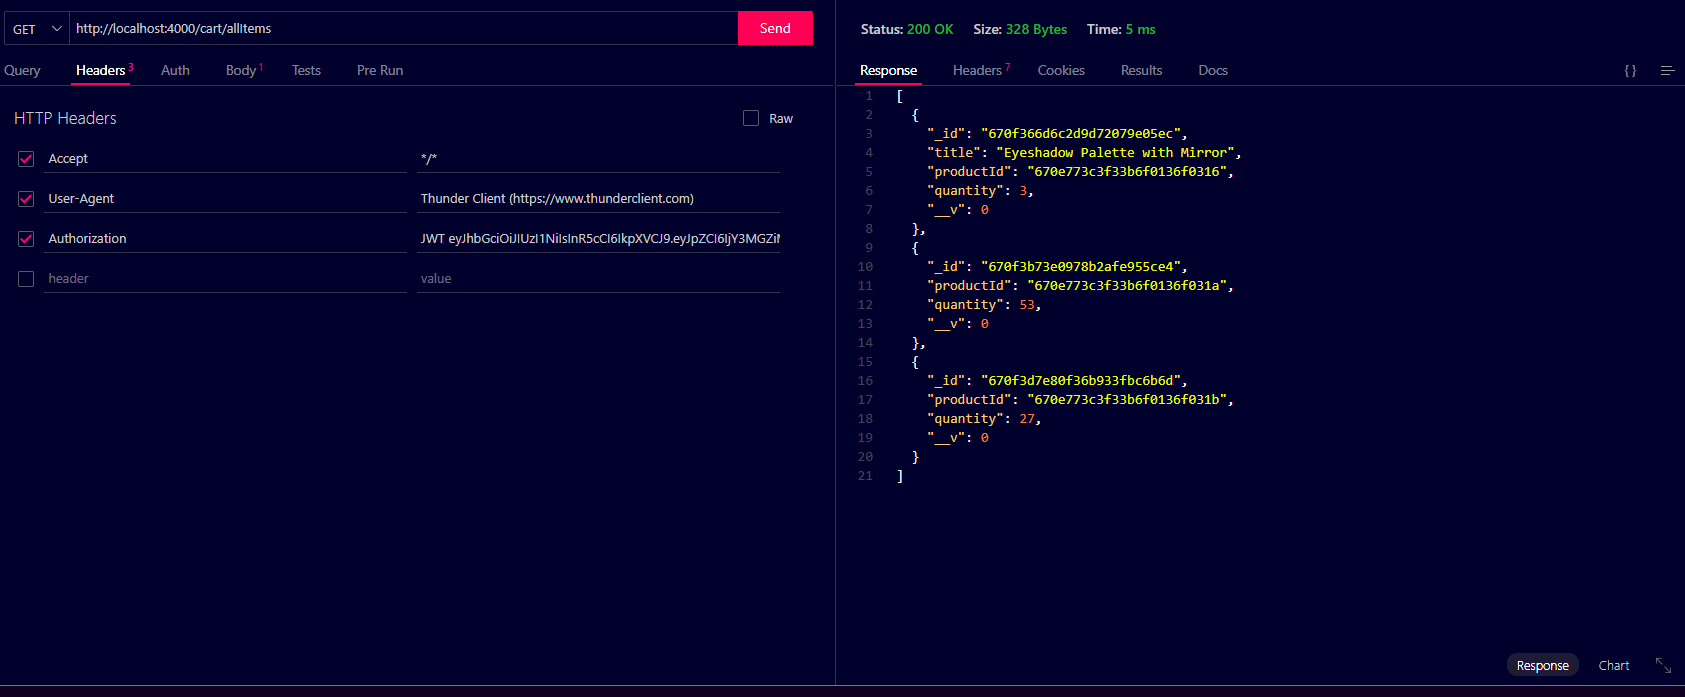 GET http://localhost:4000/cart/allItems Send
Query Headers 3 Auth Body 1 Tests Pre Run
HTTP Headers Raw
Accept */*
User-Agent Thunder Client (https://www.thunderclient.com)
Authorization JWT eyJhbGciOiJIUzI1NiIsInR5cCI6IkpXVCJ9.eyJpZCI6IjY3MGZi
header value
Status: 200 OK Size: 328 Bytes Time: 5 ms
Response Headers 7 Cookies Results Docs { }
1 [
2 {
3 "_id": "670f366d6c2d9d72079e05ec",
4 "title": "Eyeshadow Palette with Mirror",
5 "productId": "670e773c3f33b6f0136f0316",
6 "quantity": 3,
7 "__v": 0
8 },
9 {
10 "_id": "670f3b73e0978b2afe955ce4",
11 "productId": "670e773c3f33b6f0136f031a",
12 "quantity": 53,
13 "__v": 0
14 },
15 {
16 "_id": "670f3d7e80f36b933fbc6b6d",
17 "productId": "670e773c3f33b6f0136f031b",
18 "quantity": 27,
19 "__v": 0
20 }
21 ]
Response Chart